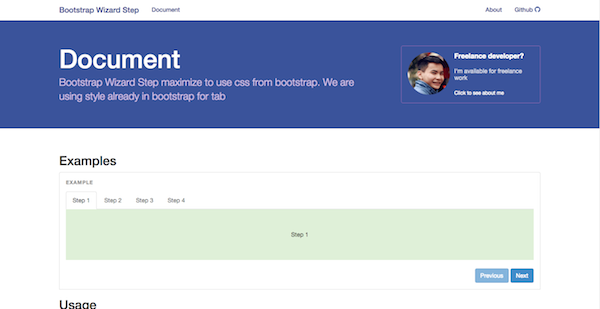 Bootstrap Wizard Step Document About Github
Document
Bootstrap Wizard Step maximize to use css from bootstrap. We are
using style already in bootstrap for tab
Freelance developer?
I'm available for freelance
work
Click to see about me
Examples
EXAMPLE
Step 1 Step 2 Step 3 Step 4
Step 1
Previous Next
Usage